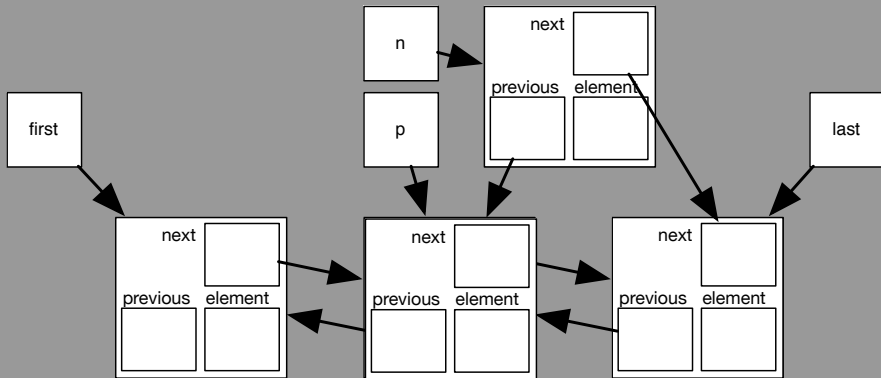 n
next
previous element
first
p
last
next
previous element
next
previous element
next
previous element